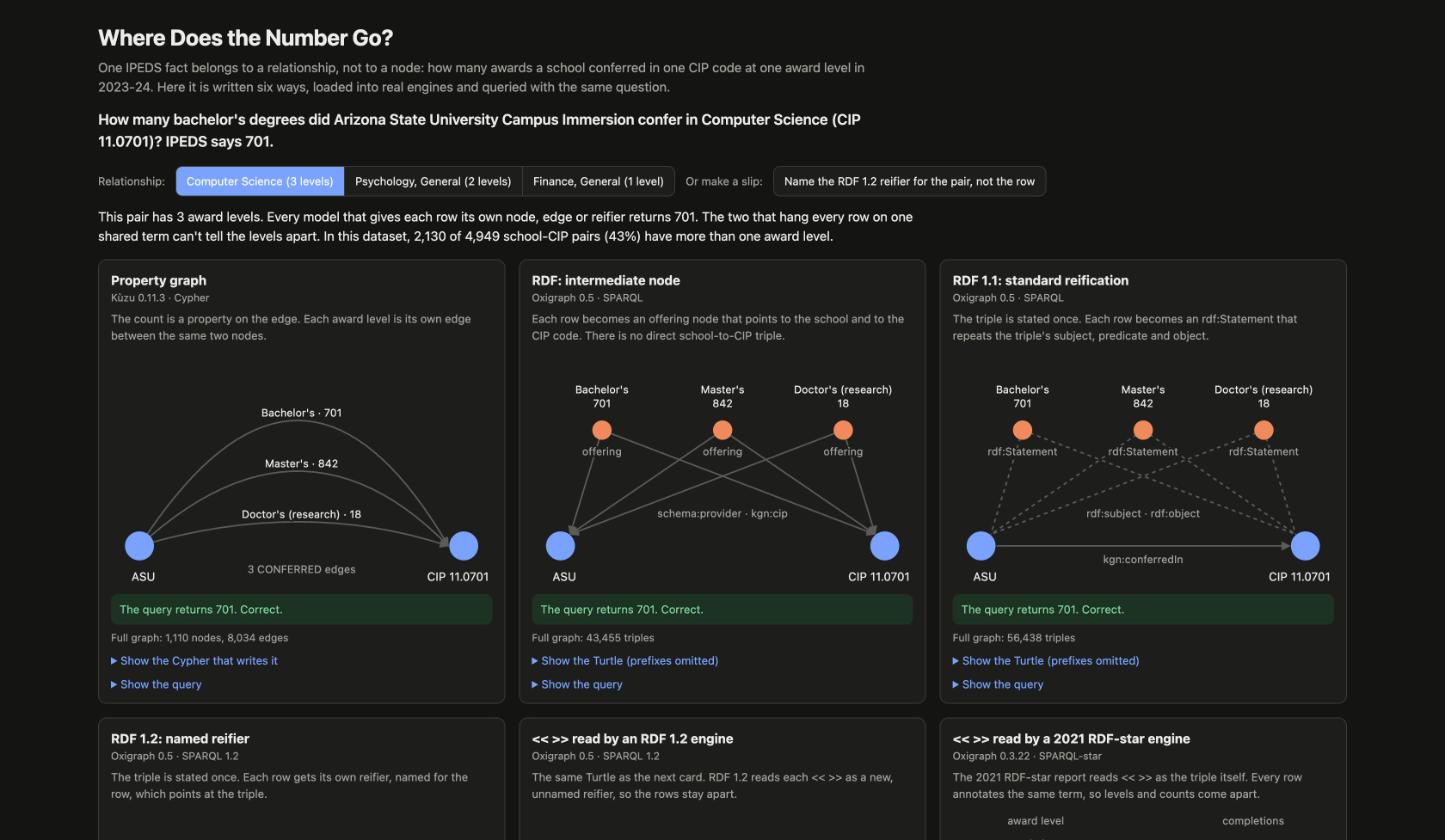 Where Does the Number Go?
One IPEDS fact belongs to a relationship, not to a node: how many awards a school conferred in one CIP code at one award level in
2023-24. Here it is written six ways, loaded into real engines and queried with the same question.
How many bachelor's degrees did Arizona State University Campus Immersion confer in Computer Science (CIP
11.0701)? IPEDS says 701.
Relationship: Computer Science (3 levels) Psychology, General (2 levels) Finance, General (1 level) Or make a slip: Name the RDF 1.2 reifier for the pair, not the row
This pair has 3 award levels. Every model that gives each row its own node, edge or reifier returns 701. The two that hang every row on one
shared term can't tell the levels apart. In this dataset, 2,130 of 4,949 school-CIP pairs (43%) have more than one award level.
Property graph
Kùzu 0.11.3 · Cypher
The count is a property on the edge. Each award level is its own edge
between the same two nodes.
Bachelor's · 701
Master's · 842
Doctor's (research) · 18
ASU
3 CONFERRED edges
CIP 11.0701
The query returns 701. Correct.
Full graph: 1,110 nodes, 8,034 edges
▶ Show the Cypher that writes it
▶ Show the query
RDF: intermediate node
Oxigraph 0.5 · SPARQL
Each row becomes an offering node that points to the school and to the
CIP code. There is no direct school-to-CIP triple.
Bachelor's Master's Doctor's (research)
701 842 18
offering offering offering
schema:provider · kgn:cip
ASU CIP 11.0701
The query returns 701. Correct.
Full graph: 43,455 triples
▶ Show the Turtle (prefixes omitted)
▶ Show the query
RDF 1.1: standard reification
Oxigraph 0.5 · SPARQL
The triple is stated once. Each row becomes an rdf:Statement that
repeats the triple's subject, predicate and object.
Bachelor's Master's Doctor's (research)
701 842 18
rdf:Statement rdf:Statement rdf:Statement
rdf:subject · rdf:object
kgn:conferredIn
ASU CIP 11.0701
The query returns 701. Correct.
Full graph: 56,438 triples
▶ Show the Turtle (prefixes omitted)
▶ Show the query
RDF 1.2: named reifier
Oxigraph 0.5 · SPARQL 1.2
The triple is stated once. Each row gets its own reifier, named for the
row, which points at the triple.
<< >> read by an RDF 1.2 engine
Oxigraph 0.5 · SPARQL 1.2
The same Turtle as the next card. RDF 1.2 reads each << >> as a new,
unnamed reifier, so the rows stay apart.
<< >> read by a 2021 RDF-star engine
Oxigraph 0.3.22 · SPARQL-star
The 2021 RDF-star report reads << >> as the triple itself. Every row
annotates the same term, so levels and counts come apart.
award level completions